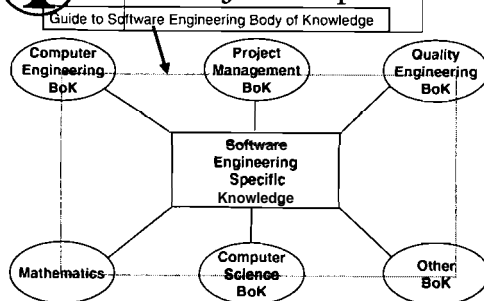 Guide to Software Engineering Body of Knowledge
Computer
Engineering
BoK
Project
Management
BoK
Quality
Engineering
BoK
Software
Engineering
Specific
Knowledge
Mathematics
Computer
Science
BoK
Other
BoK